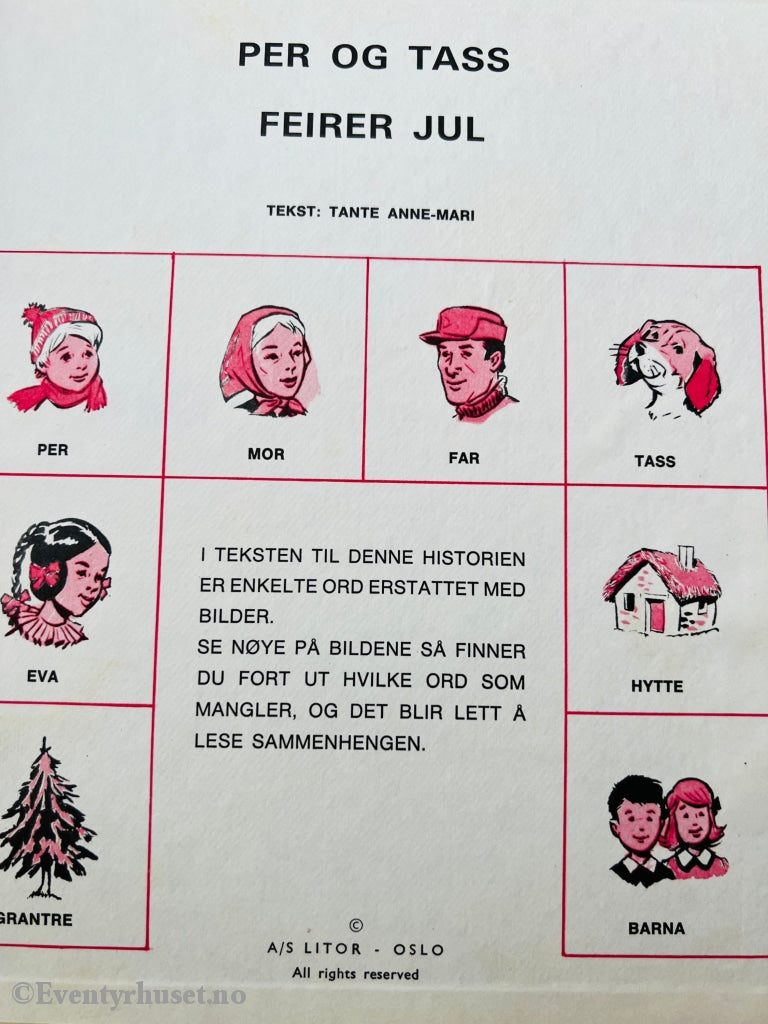 PER OG TASS
FEIRER JUL
TEKST: TANTE ANNE-MARI
PER
MOR
FAR
TASS
I TEKSTEN TIL DENNE HISTORIEN
ER ENKELTE ORD ERSTATTET MED
BILDER.
SE NØYE PÅ BILDENE SÅ FINNER
DU FORT UT HVILKE ORD SOM
MANGLER, OG DET BLIR LETT Å
LESE SAMMENHENGEN.
EVA
HYTTE
GRANTRE
BARNA
©
A/S LITOR - OSLO
All rights reserved
©Eventyrhuset.no